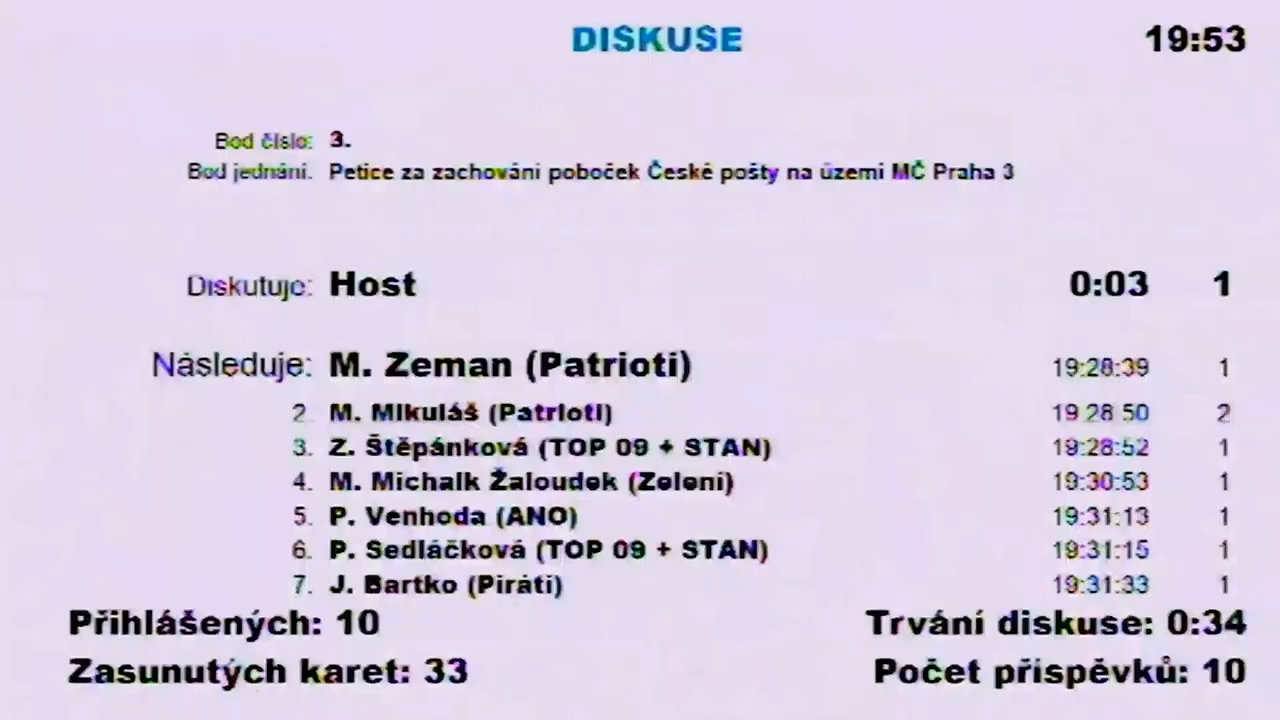 DISKUSE 19:53
Bod číslo: 3.
Bod jednání: Petice za zachování poboček České pošty na území MČ Praha 3
Diskutuje: Host 0:03 1
Následuje: M. Zeman (Patrioti) 19:28:39 1
2. M. Mikuláš (Patrioti) 19:28:50 2
3. Z. Štěpánková (TOP 09 + STAN) 19:28:52 1
4. M. Michalk Žaloudek (Zelení) 19:30:53 1
5. P. Venhoda (ANO) 19:31:13 1
6. P. Sedláčková (TOP 09 + STAN) 19:31:15 1
7. J. Bartko (Piráti) 19:31:33 1
Přihlášených: 10 Trvání diskuse: 0:34
Zasunutých karet: 33 Počet příspěvků: 10